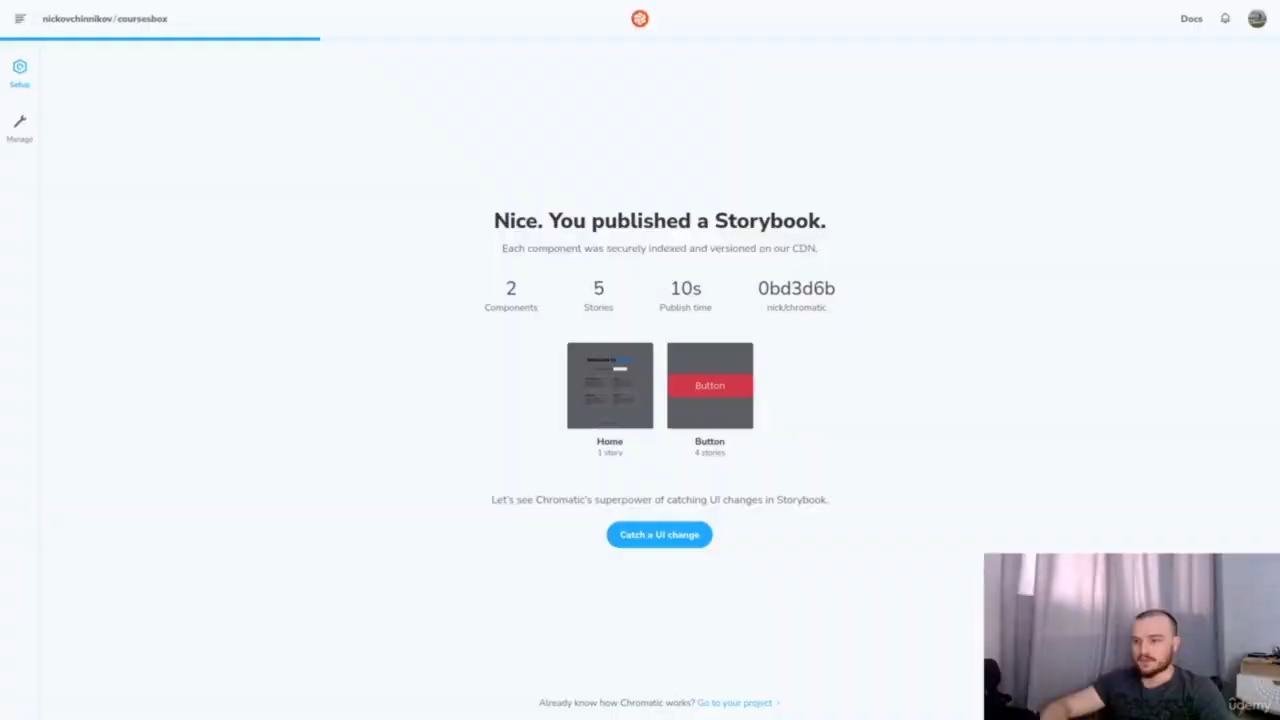 nickovchinnikov / coursesbox
Docs
Setup
Manage
Nice. You published a Storybook.
Each component was securely indexed and versioned on our CDN.
2 5 10s 0bd3d6b
Components Stories Publish time nick/chromatic
Button
Home Button
1 story 4 stories
Let's see Chromatic's superpower of catching UI changes in Storybook.
Catch a UI change
Already know how Chromatic works? Go to your project ›
udemy